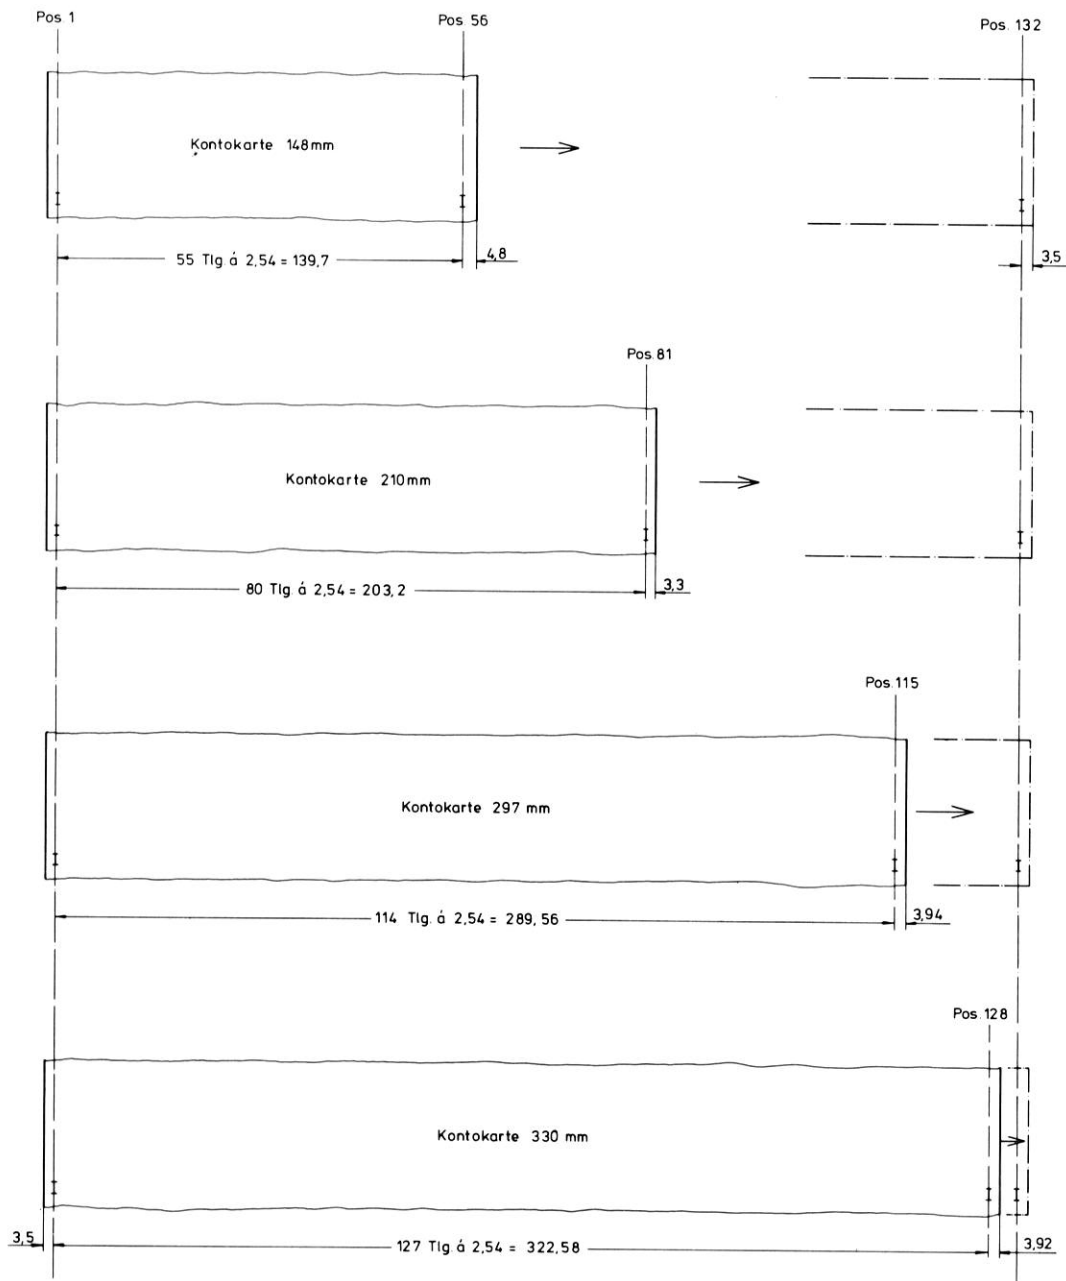 Pos. 1
Pos. 56
Pos. 132
Kontokarte 148mm
55 Tlg. á 2,54 = 139,7
4,8
3,5
Pos. 81
Kontokarte 210mm
80 Tlg. á 2,54 = 203,2
3,3
Pos. 115
Kontokarte 297 mm
114 Tlg. á 2,54 = 289,56
3,94
Pos. 128
Kontokarte 330 mm
3,5
127 Tlg. á 2,54 = 322,58
3,92